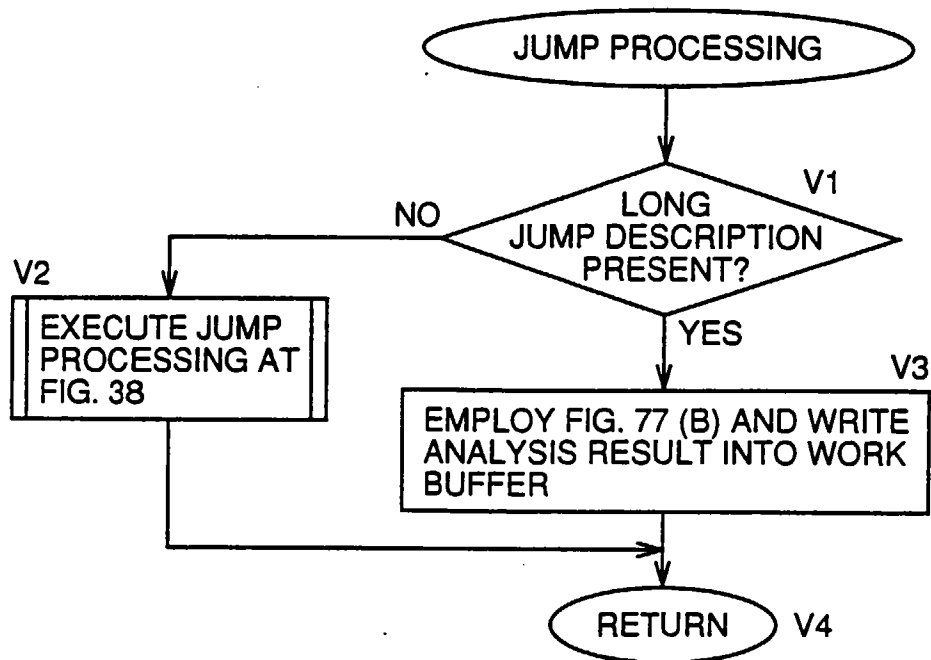 JUMP PROCESSING
V1
LONG
JUMP DESCRIPTION
PRESENT?
NO
V2
EXECUTE JUMP
PROCESSING AT
FIG. 38
YES
V3
EMPLOY FIG. 77 (B) AND WRITE
ANALYSIS RESULT INTO WORK
BUFFER
RETURN
V4